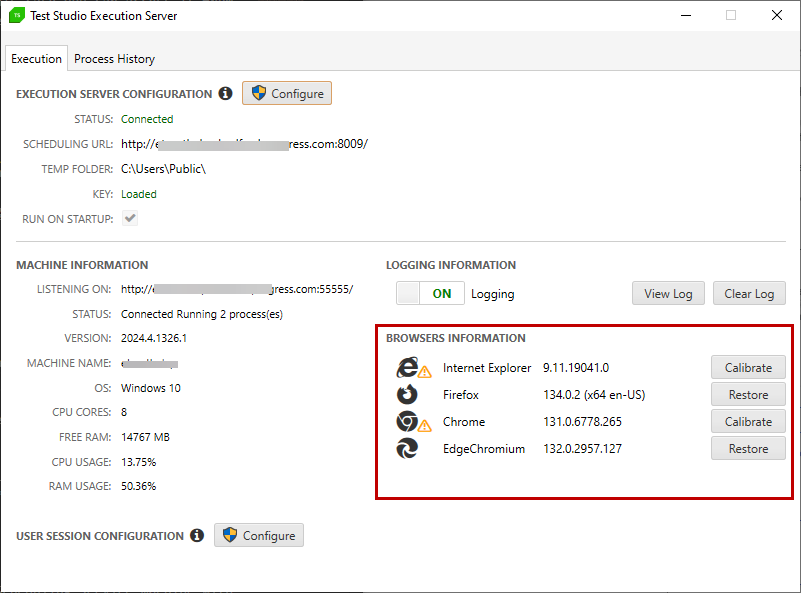 Test Studio Execution Server
Execution Process History
EXECUTION SERVER CONFIGURATION Configure
STATUS: Connected
SCHEDULING URL: http://e ress.com:8009/
TEMP FOLDER: C:\Users\Public\
KEY: Loaded
RUN ON STARTUP:
MACHINE INFORMATION
LISTENING ON: http:// gress.com:55555/
STATUS: Connected Running 2 process(es)
VERSION: 2024.4.1326.1
MACHINE NAME:
OS: Windows 10
CPU CORES: 8
FREE RAM: 14767 MB
CPU USAGE: 13.75%
RAM USAGE: 50.36%
LOGGING INFORMATION
ON Logging View Log Clear Log
BROWSERS INFORMATION
Internet Explorer 9.11.19041.0 Calibrate
Firefox 134.0.2 (x64 en-US) Restore
Chrome 131.0.6778.265 Calibrate
EdgeChromium 132.0.2957.127 Restore
USER SESSION CONFIGURATION Configure